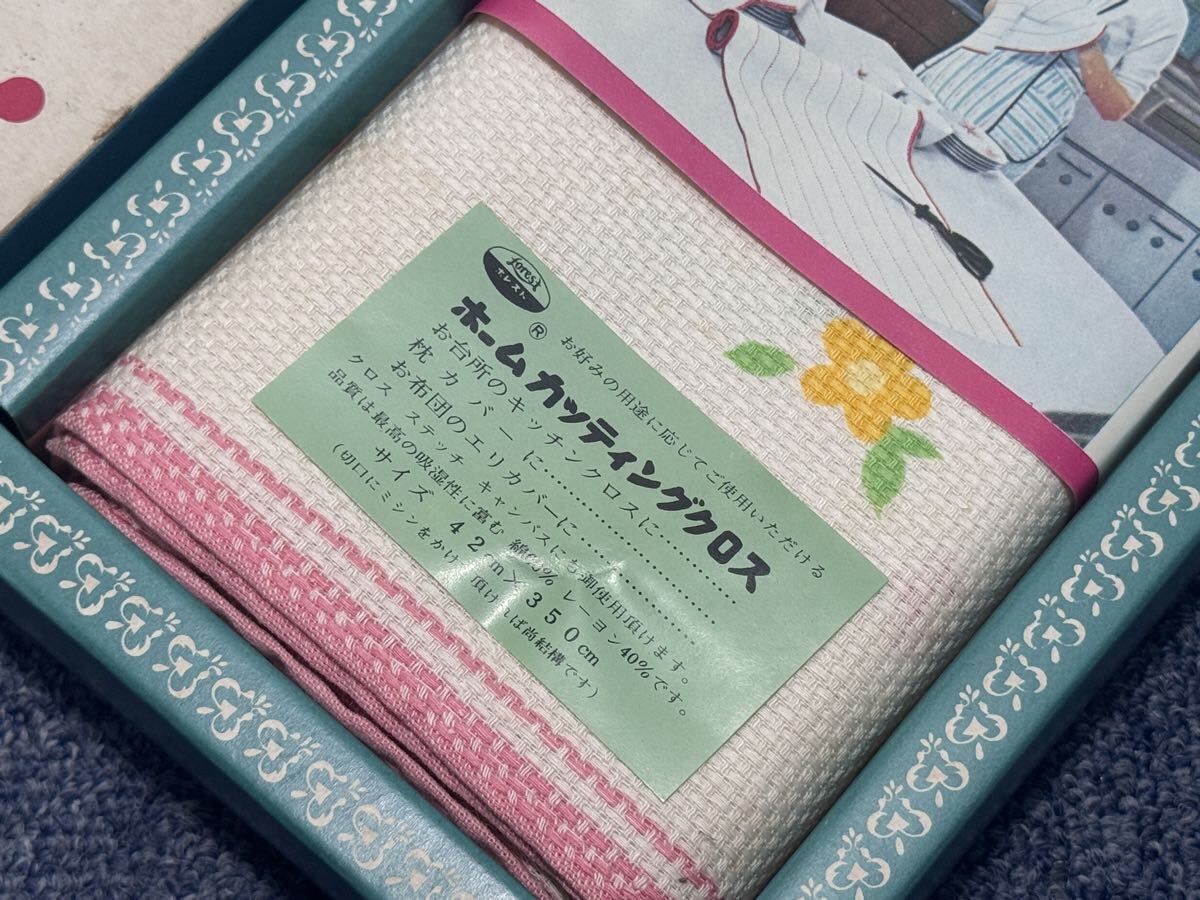 forest
ホレスト
®
お好みの用途に応じてご使用いただける
ホームカッティングクロス
お台所のキッチンクロスに…………
枕カバーに…………
お布団のエリカバーに…………
クロス ステッチ キャンバスにも御使用頂けます。
品質は最高の吸湿性に富む 綿 % レーヨン40%です。
サイズ 42cm×350cm
(切口にミシンをかけ 頂ければ尚結構です)